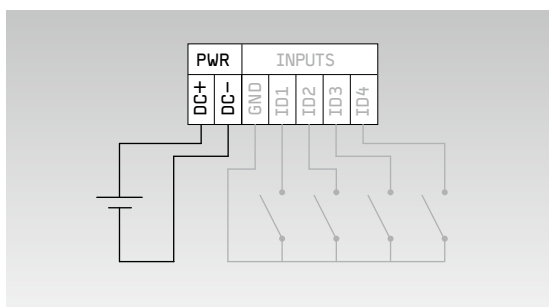 PWR INPUTS
DC+ DC- GND ID1 ID2 ID3 ID4